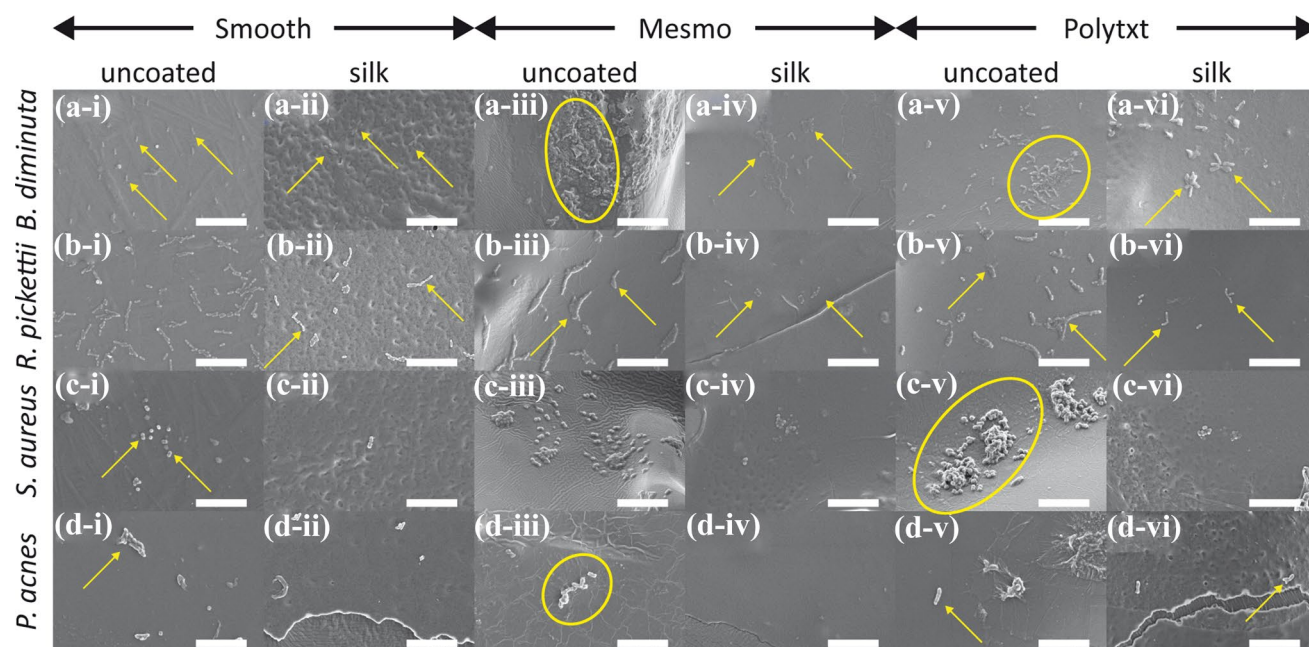 Smooth Mesmo Polytxt
uncoated silk uncoated silk uncoated silk
B. diminuta (a-i) (a-ii) (a-iii) (a-iv) (a-v) (a-vi)
R. pickettii (b-i) (b-ii) (b-iii) (b-iv) (b-v) (b-vi)
S. aureus (c-i) (c-ii) (c-iii) (c-iv) (c-v) (c-vi)
P. acnes (d-i) (d-ii) (d-iii) (d-iv) (d-v) (d-vi)